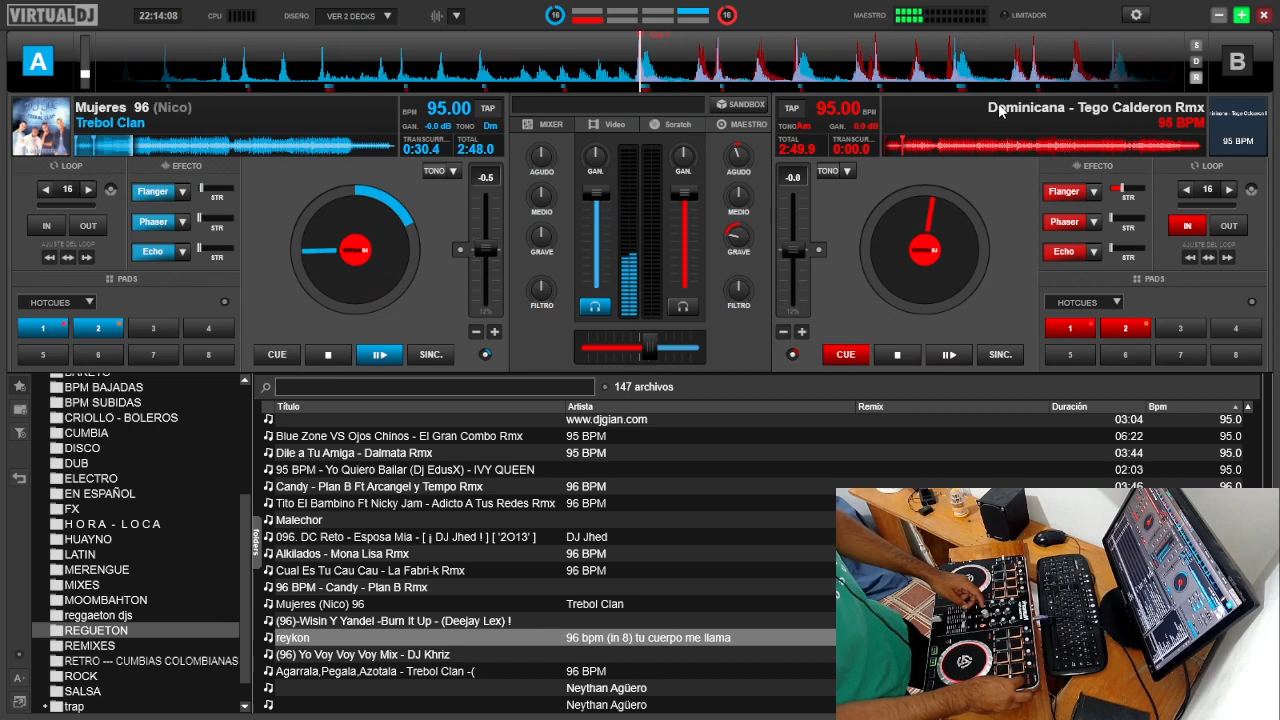 VIRTUALDJ
22:14:08
CPU
DISEÑO
VER 2 DECKS
16
16
MAESTRO
LIMITADOR
A
S
D
R
B
Mujeres 96 (Nico)
Trebol Clan
BPM 95.00 TAP
GAN. -0.0 dB TONO Dm
TRANSCURR...
TOTAL
0:30.4 2:48.0
SANDBOX
MIXER
Video
Scratch
MAESTRO
TAP 95.00 BPM
TONO Am GAN. 0.0 dB
TOTAL
TRANSCUR...
2:49.9 0:00.0
Dominicana - Tego Calderon Rmx
95 BPM
95 BPM
LOOP
EFECTO
16
Flanger
STR
IN
OUT
Phaser
STR
AJUSTE DEL LOOP
Echo
STR
PADS
HOTCUES
1
2
3
4
5
6
7
8
TONO
-0.5
12%
CUE
SINC.
AGUDO
GAN.
GAN.
AGUDO
MEDIO
MEDIO
GRAVE
GRAVE
FILTRO
FILTRO
-0.0
TONO
12%
VIRTUALDJ
VIRTUALDJ
CUE
SINC.
EFECTO
LOOP
Flanger
STR
16
Phaser
STR
IN
OUT
Echo
STR
AJUSTE DEL LOOP
PADS
HOTCUES
1
2
3
4
5
6
7
8
BPM BAJADAS
BPM SUBIDAS
CRIOLLO - BOLEROS
CUMBIA
DISCO
DUB
ELECTRO
EN ESPAÑOL
FX
H O R A - L O C A
HUAYNO
LATIN
MERENGUE
MIXES
MOOMBAHTON
reggaeton djs
REGUETON
REMIXES
RETRO --- CUMBIAS COLOMBIANAS
ROCK
SALSA
trap
folders
147 archivos
Título Artista Remix Duración Bpm
www.djgian.com 03:04 95.0
Blue Zone VS Ojos Chinos - El Gran Combo Rmx 95 BPM 06:22 95.0
Dile a Tu Amiga - Dalmata Rmx 95 BPM 03:44 95.0
95 BPM - Yo Quiero Bailar (Dj EdusX) - IVY QUEEN 02:03 95.0
Candy - Plan B Ft Arcangel y Tempo Rmx 96 BPM 03:46 96.0
Tito El Bambino Ft Nicky Jam - Adicto A Tus Redes Rmx 96 BPM
Malechor
096. DC Reto - Esposa Mia - [ ¡ DJ Jhed ! ] [ '2O13' ] DJ Jhed
Alkilados - Mona Lisa Rmx 96 BPM
Cual Es Tu Cau Cau - La Fabri-k Rmx 96 BPM
96 BPM - Candy - Plan B Rmx
Mujeres (Nico) 96 Trebol Clan
(96)-Wisin Y Yandel -Burn It Up - (Deejay Lex) !
reykon 96 bpm (in 8) tu cuerpo me llama
(96) Yo Voy Voy Voy Mix - DJ Khriz
Agarrala,Pegala,Azotala - Trebol Clan -( 96 BPM
Neythan Agüero
Neythan Agüero